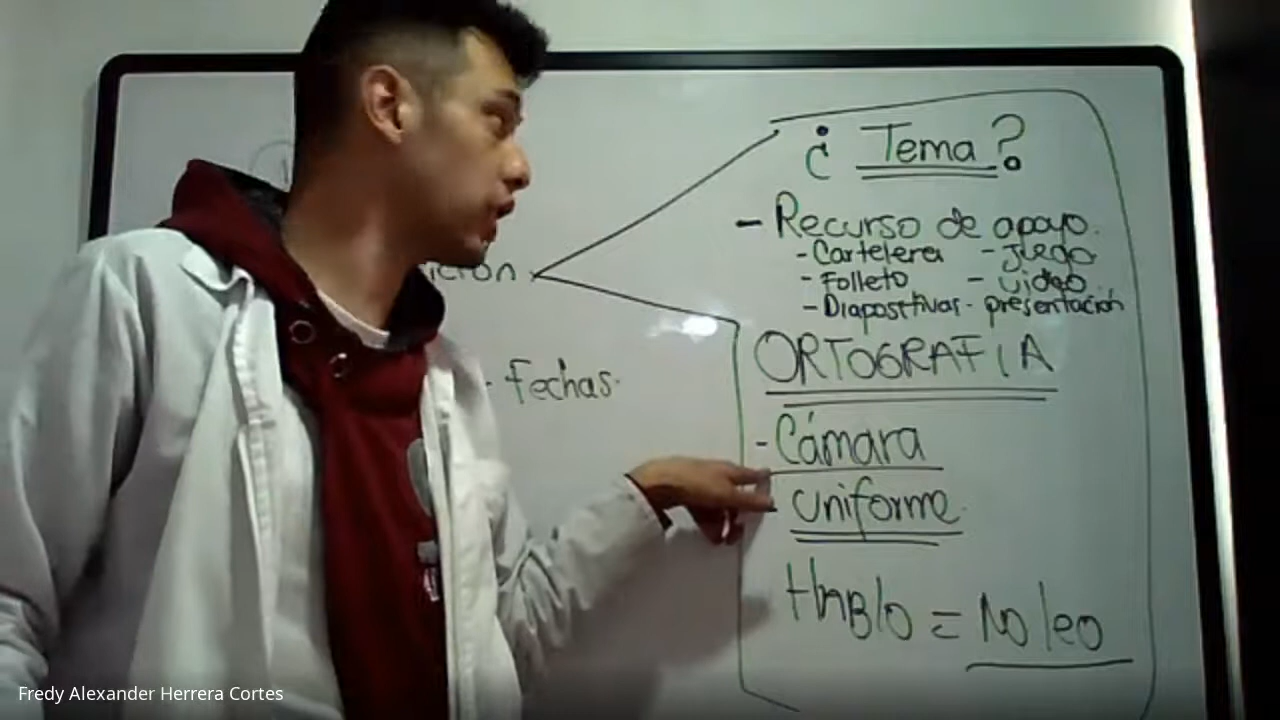 ¿Tema?
- Recurso de apoyo.
- Cartelera - Juego
- Folleto - video
- Diapositivas - presentación
ición
ORTOGRAFIA
- Fechas.
- Cámara
uniforme.
HABlo = No leo
Fredy Alexander Herrera Cortes